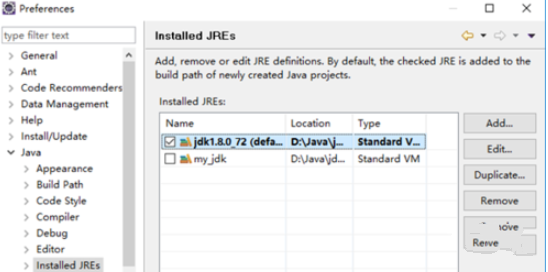 Preferences
type filter text
General
Ant
Code Recommenders
Data Management
Help
Install/Update
Java
Appearance
Build Path
Code Style
Compiler
Debug
Editor
Installed JREs
Installed JREs
Add, remove or edit JRE definitions. By default, the checked JRE is added to the
build path of newly created Java projects.
Installed JREs:
Name Location Type
jdk1.8.0_72 (defa... D:\Java\j... Standard V...
my_jdk D:\Java\jd... Standard VM
Add...
Edit...
Duplicate...
Remove